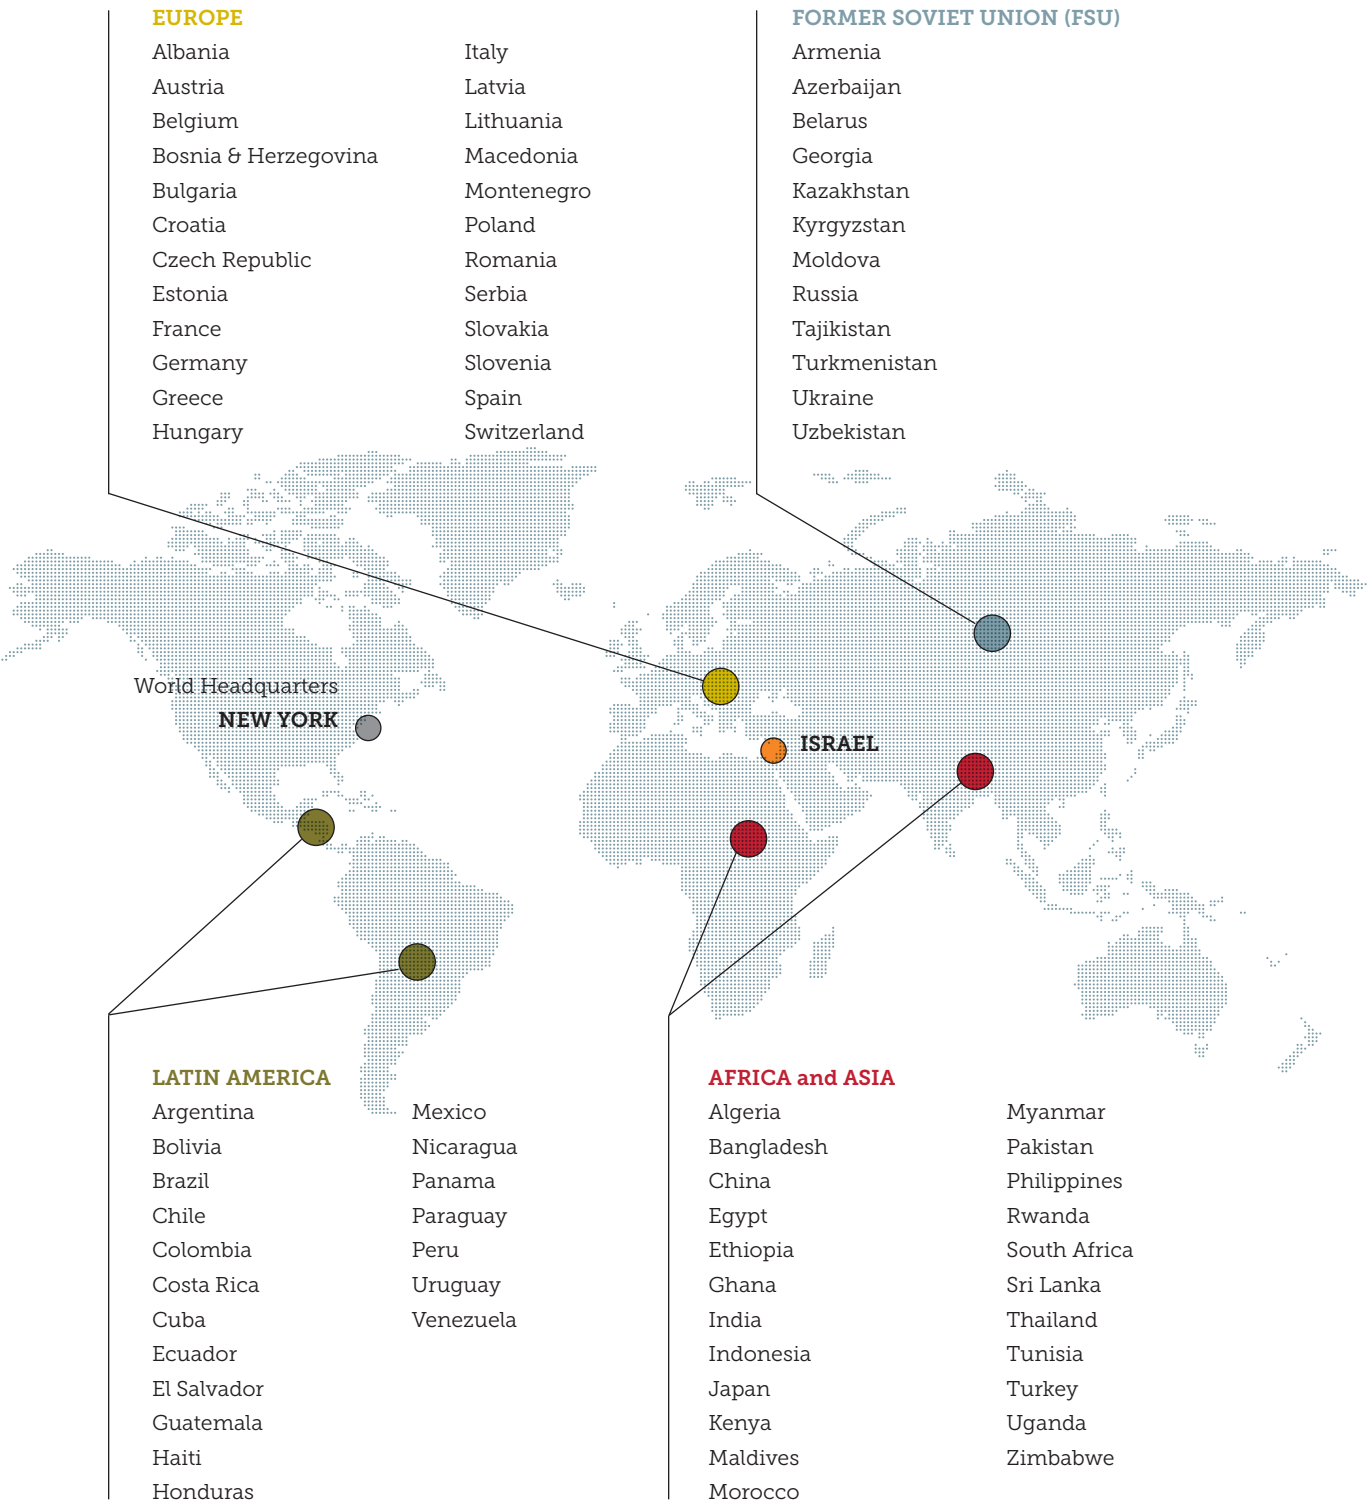 EUROPE
Albania
Austria
Belgium
Bosnia & Herzegovina
Bulgaria
Croatia
Czech Republic
Estonia
France
Germany
Greece
Hungary
Italy
Latvia
Lithuania
Macedonia
Montenegro
Poland
Romania
Serbia
Slovakia
Slovenia
Spain
Switzerland
FORMER SOVIET UNION (FSU)
Armenia
Azerbaijan
Belarus
Georgia
Kazakhstan
Kyrgyzstan
Moldova
Russia
Tajikistan
Turkmenistan
Ukraine
Uzbekistan
World Headquarters
NEW YORK
ISRAEL
LATIN AMERICA
Argentina
Bolivia
Brazil
Chile
Colombia
Costa Rica
Cuba
Ecuador
El Salvador
Guatemala
Haiti
Honduras
Mexico
Nicaragua
Panama
Paraguay
Peru
Uruguay
Venezuela
AFRICA and ASIA
Algeria
Bangladesh
China
Egypt
Ethiopia
Ghana
India
Indonesia
Japan
Kenya
Maldives
Morocco
Myanmar
Pakistan
Philippines
Rwanda
South Africa
Sri Lanka
Thailand
Tunisia
Turkey
Uganda
Zimbabwe